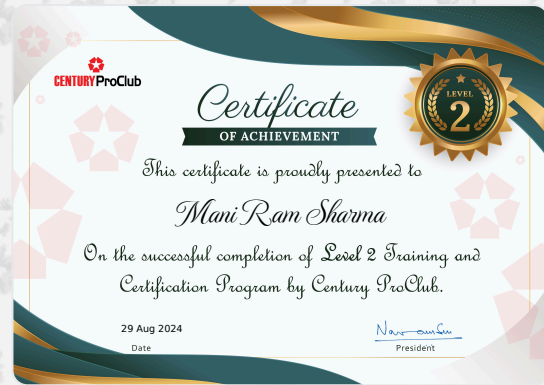 CENTURY ProClub
Certificate
OF ACHIEVEMENT
LEVEL
2
This certificate is proudly presented to
Mani Ram Sharma
On the successful completion of Level 2 Training and
Certification Program by Century ProClub.
29 Aug 2024
Date
President